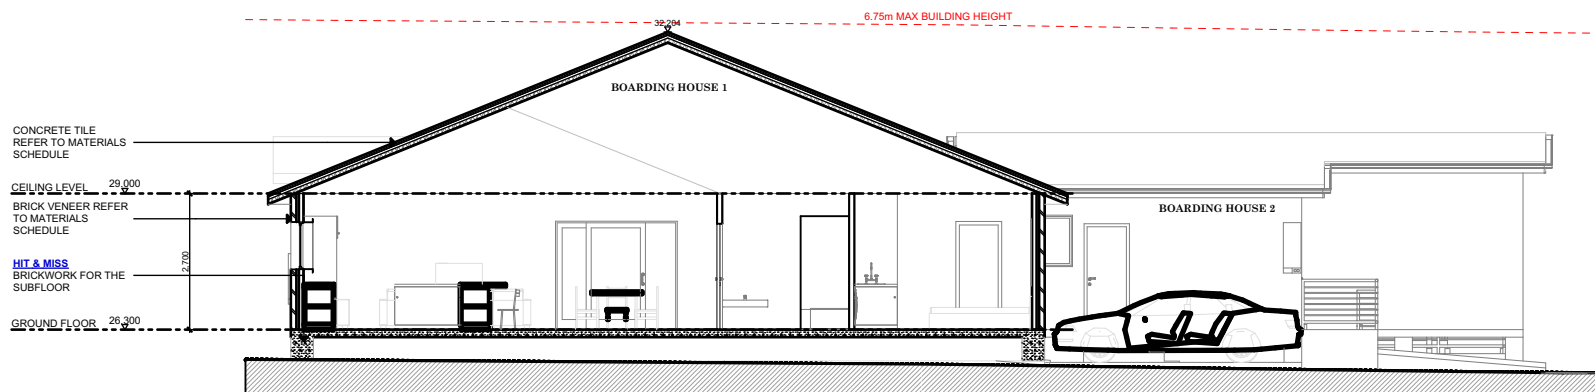 6.75m MAX BUILDING HEIGHT
32,204
BOARDING HOUSE 1
CONCRETE TILE
REFER TO MATERIALS
SCHEDULE
CEILING LEVEL 29,000
BRICK VENEER REFER
TO MATERIALS
SCHEDULE
BOARDING HOUSE 2
2,700
HIT & MISS
BRICKWORK FOR THE
SUBFLOOR
GROUND FLOOR 26,300